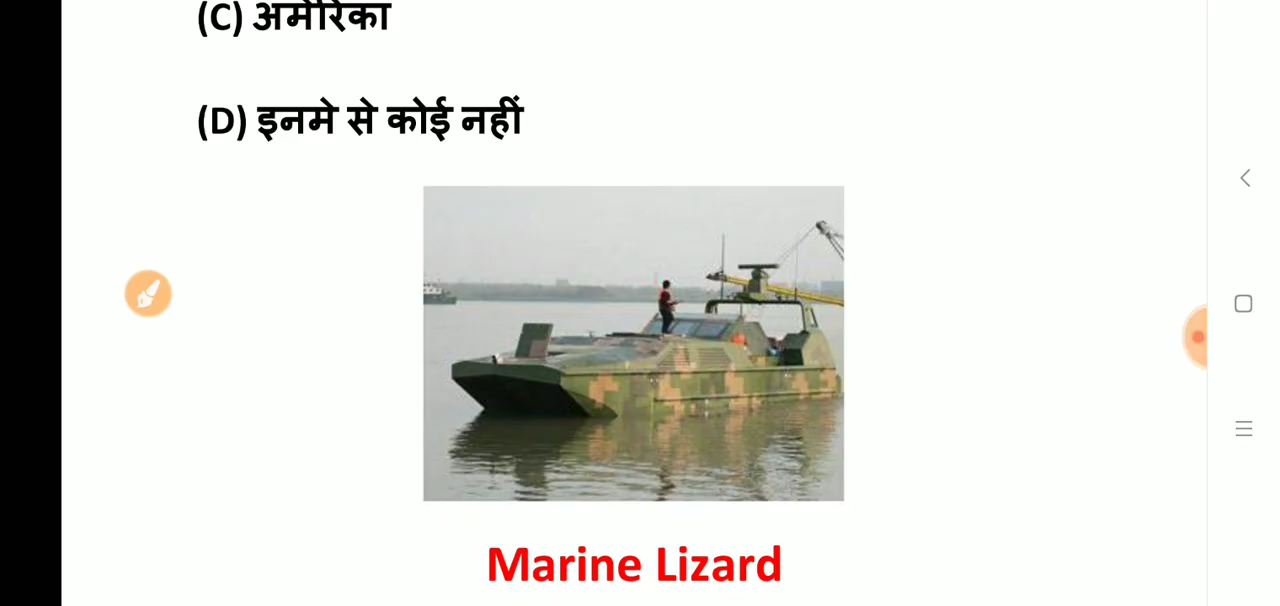 (C) अमेरिका
(D) इनमे से कोई नहीं
Marine Lizard